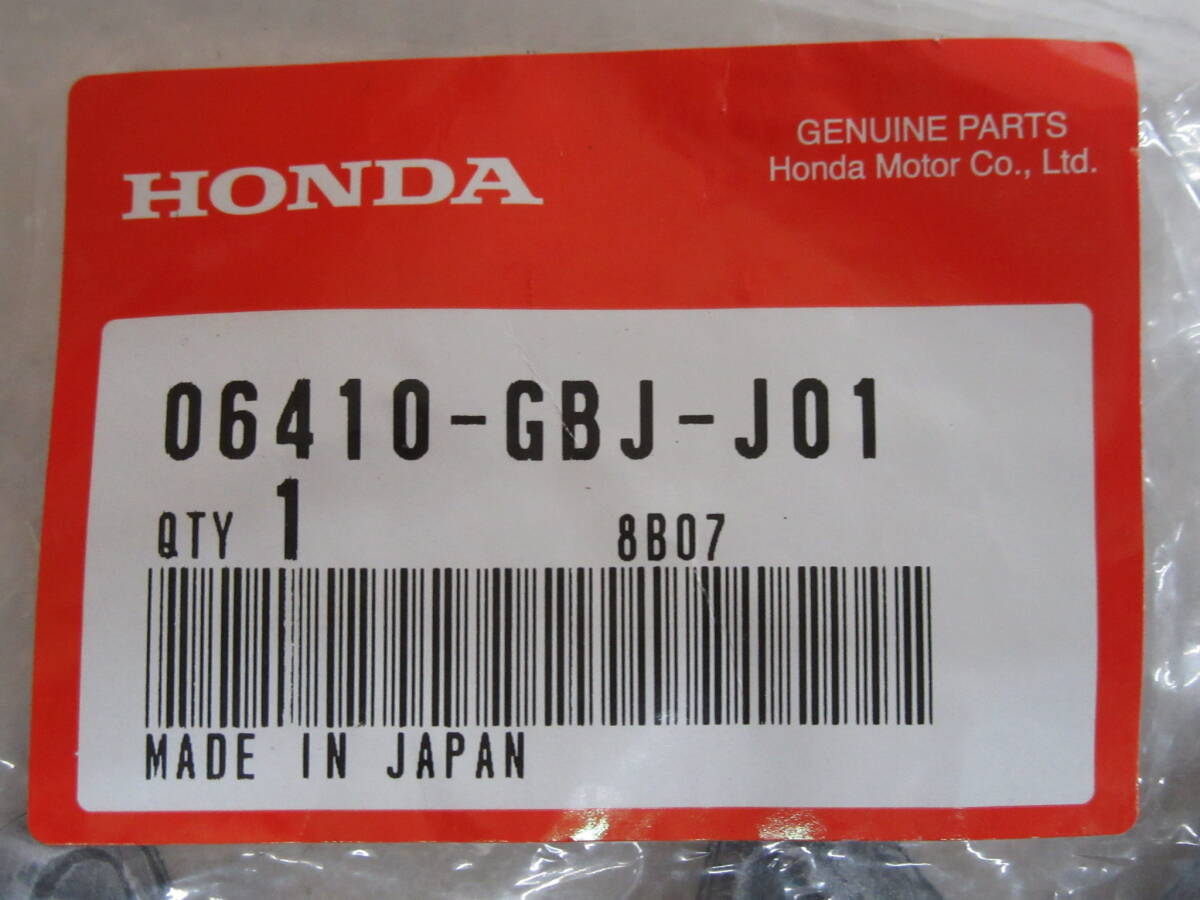 HONDA
GENUINE PARTS
Honda Motor Co., Ltd.
06410-GBJ-J01
QTY 1 8B07
MADE IN JAPAN